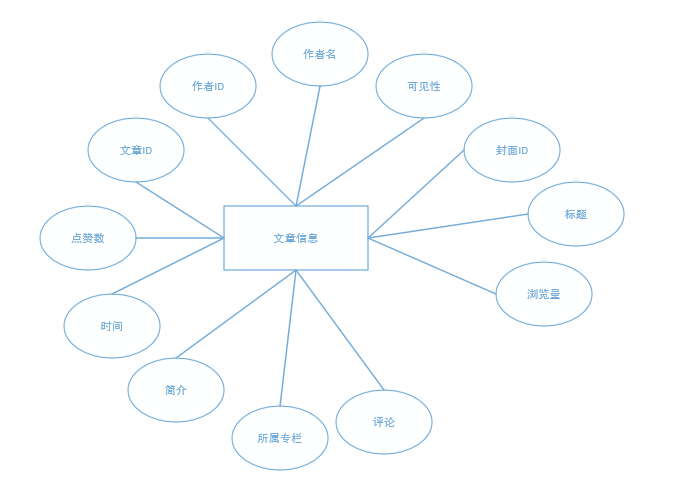 作者名
作者ID
可见性
文章ID
封面ID
标题
点赞数
文章信息
浏览量
时间
简介
评论
所属专栏